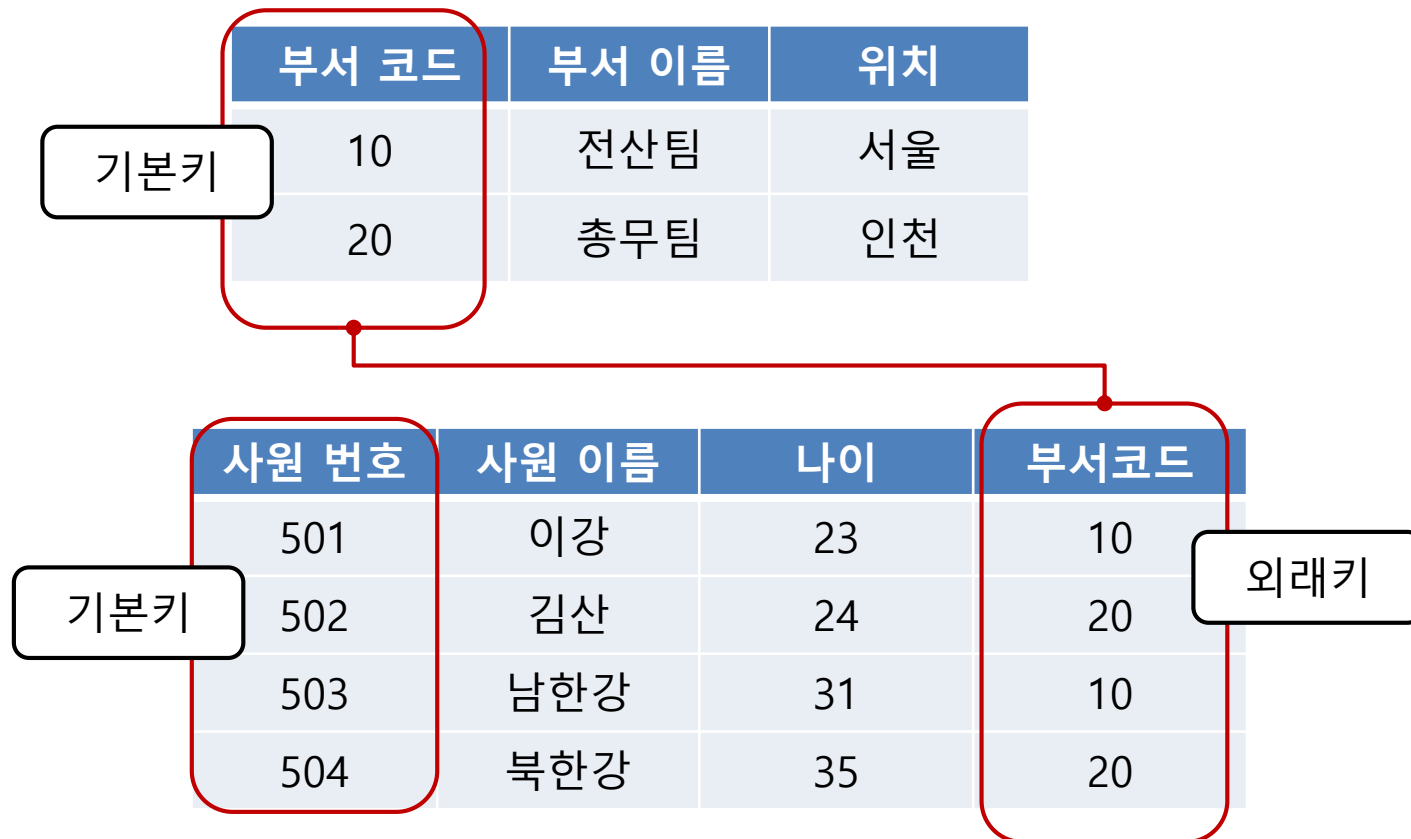 부서 코드 부서 이름 위치
기본키
10 전산팀 서울
20 총무팀 인천
사원 번호 사원 이름 나이 부서코드
501 이강 23 10
외래키
기본키
502 김산 24 20
503 남한강 31 10
504 북한강 35 20